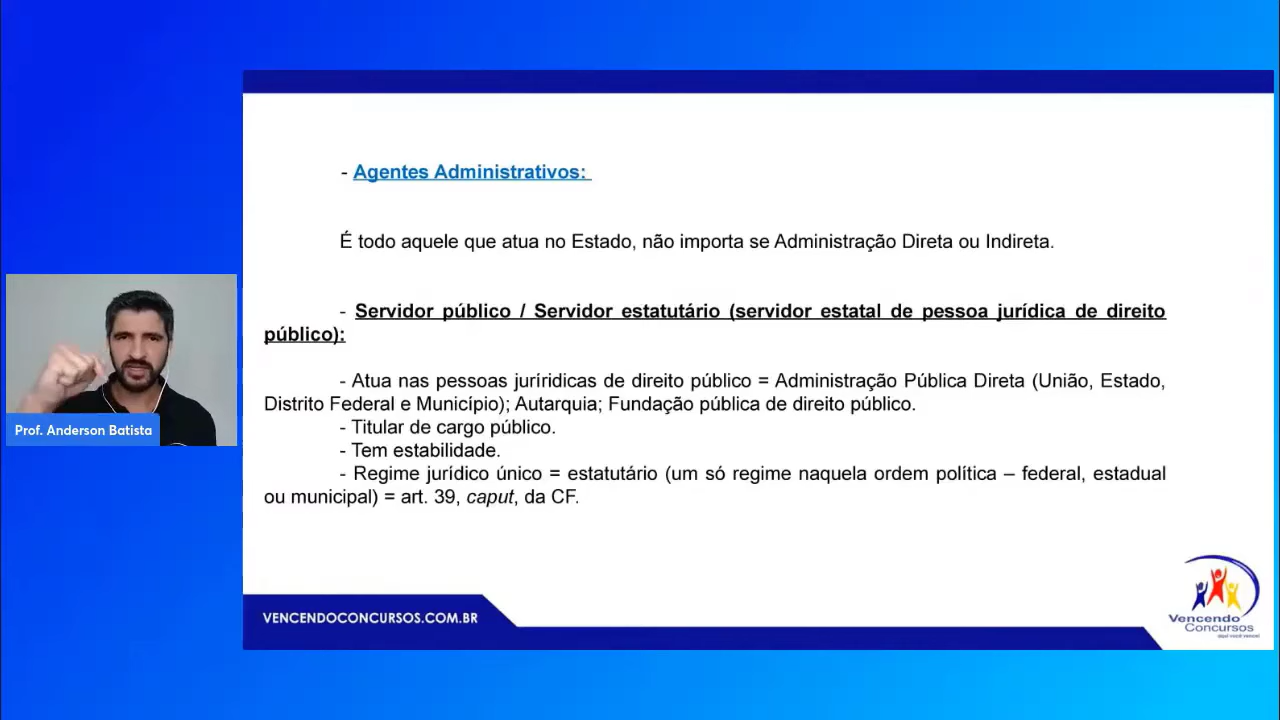 - Agentes Administrativos:
É todo aquele que atua no Estado, não importa se Administração Direta ou Indireta.
- Servidor público / Servidor estatutário (servidor estatal de pessoa jurídica de direito
público):
- Atua nas pessoas juríridicas de direito público = Administração Pública Direta (União, Estado,
Distrito Federal e Município); Autarquia; Fundação pública de direito público.
- Titular de cargo público.
- Tem estabilidade.
- Regime jurídico único = estatutário (um só regime naquela ordem política – federal, estadual
ou municipal) = art. 39, caput, da CF.
Prof. Anderson Batista
VENCENDOCONCURSOS.COM.BR
Vencendo
Concursos
aqui você vence!